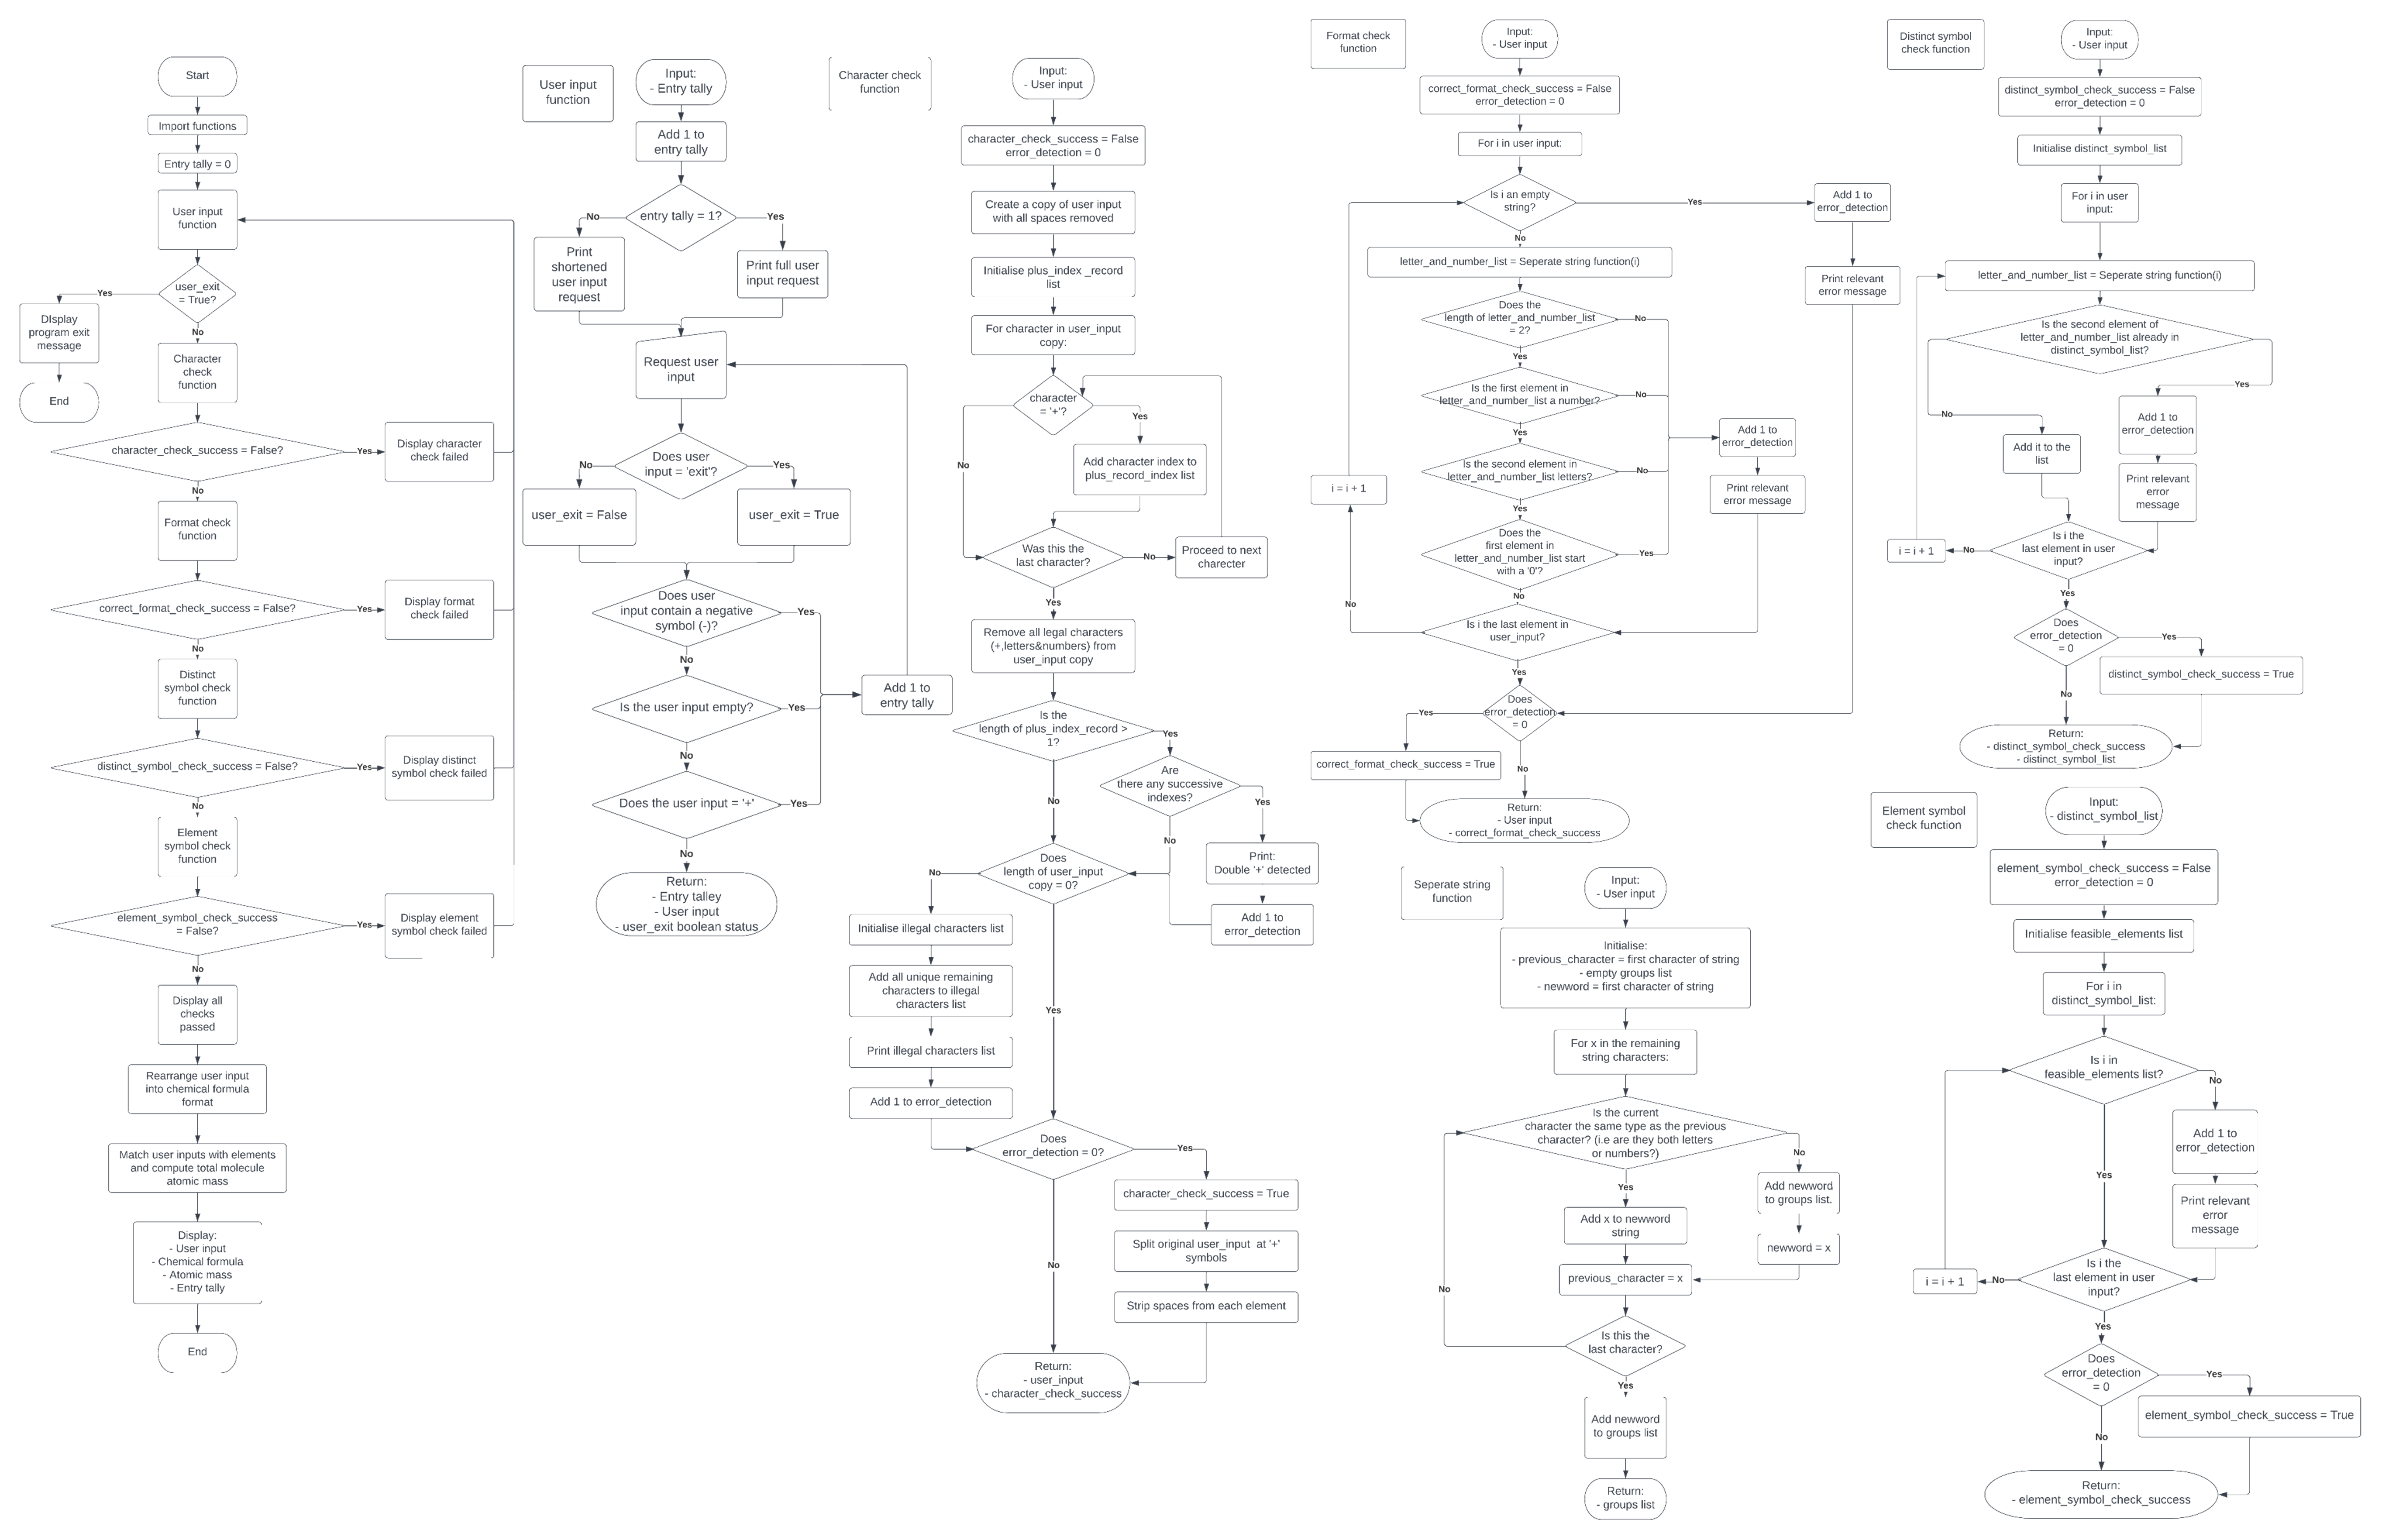 Start
Import functions
Entry tally = 0
User input
function
user_exit
= True?
Yes
DIsplay
program exit
message
End
No
Character
check
function
character_check_success = False?
Yes
Display character
check failed
No
Format check
function
correct_format_check_success = False?
Yes
Display format
check failed
No
Distinct
symbol check
function
distinct_symbol_check_success = False?
Yes
Display distinct
symbol check failed
No
Element
symbol check
function
element_symbol_check_success
= False?
Yes
Display element
symbol check failed
No
Display all
checks
passed
Rearrange user input
into chemical formula
format
Match user inputs with elements
and compute total molecule
atomic mass
Display:
- User input
- Chemical formula
- Atomic mass
- Entry tally
End
User input
function
Input:
- Entry tally
Add 1 to
entry tally
entry tally = 1?
No
Yes
Print
shortened
user input
request
Print full user
input request
Request user
input
Does user
input = 'exit'?
No
Yes
user_exit = False
user_exit = True
Does user
input contain a negative
symbol (-)?
Yes
No
Is the user input empty?
Yes
Add 1 to
entry tally
No
Does the user input = '+'
Yes
No
Return:
- Entry talley
- User input
- user_exit boolean status
Character check
function
Input:
- User input
character_check_success = False
error_detection = 0
Create a copy of user input
with all spaces removed
Initialise plus_index _record
list
For character in user_input
copy:
character
= '+'?
Yes
No
Add character index to
plus_record_index list
Was this the
last character?
No
Proceed to next
charecter
Yes
Remove all legal characters
(+,letters&numbers) from
user_input copy
Is the
length of plus_index_record >
1?
Yes
Are
there any successive
indexes?
Yes
No
No
Print:
Double '+' detected
Add 1 to
error_detection
Does
length of user_input
copy = 0?
No
Initialise illegal characters list
Add all unique remaining
characters to illegal
characters list
Print illegal characters list
Add 1 to error_detection
Yes
Does
error_detection = 0?
Yes
character_check_success = True
Split original user_input  at '+'
symbols
Strip spaces from each element
No
Return:
- user_input
- character_check_success
Format check
function
Input:
- User input
correct_format_check_success = False
error_detection = 0
For i in user input:
Is i an empty
string?
Yes
Add 1 to
error_detection
Print relevant
error message
No
letter_and_number_list = Seperate string function(i)
Does the
length of letter_and_number_list
= 2?
No
Yes
Is the first element in
letter_and_number_list a number?
No
Yes
Add 1 to
error_detection
Is the second element in
letter_and_number_list letters?
No
Print relevant
error message
i = i + 1
Yes
Does the
first element in
letter_and_number_list start
with a '0'?
Yes
No
Is i the last element in
user_input?
No
Yes
Does
error_detection
= 0
Yes
correct_format_check_success = True
No
Return:
- User input
- correct_format_check_success
Seperate string
function
Input:
- User input
Initialise:
- previous_character = first character of string
- empty groups list
- newword = first character of string
For x in the remaining
string characters:
Is the current
character the same type as the previous
character? (i.e are they both letters
or numbers?)
No
Yes
Add newword
to groups list.
Add x to newword
string
newword = x
previous_character = x
No
Is this the
last character?
Yes
Add newword
to groups list
Return:
- groups list
Distinct symbol
check function
Input:
- User input
distinct_symbol_check_success = False
error_detection = 0
Initialise distinct_symbol_list
For i in user
input:
letter_and_number_list = Seperate string function(i)
Is the second element of
letter_and_number_list already in
distinct_symbol_list?
Yes
No
Add 1 to
error_detection
Add it to the
list
Print relevant
error
message
Is i the
last element in user
input?
No
i = i + 1
Yes
Does
error_detection
= 0
Yes
distinct_symbol_check_success = True
No
Return:
- distinct_symbol_check_success
- distinct_symbol_list
Element symbol
check function
Input:
- distinct_symbol_list
element_symbol_check_success = False
error_detection = 0
Initialise feasible_elements list
For i in
distinct_symbol_list:
Is i in
feasible_elements list?
No
Add 1 to
error_detection
Yes
Print relevant
error
message
Is i the
last element in user
input?
No
i = i + 1
Yes
Does
error_detection
= 0
Yes
element_symbol_check_success = True
No
Return:
- element_symbol_check_success